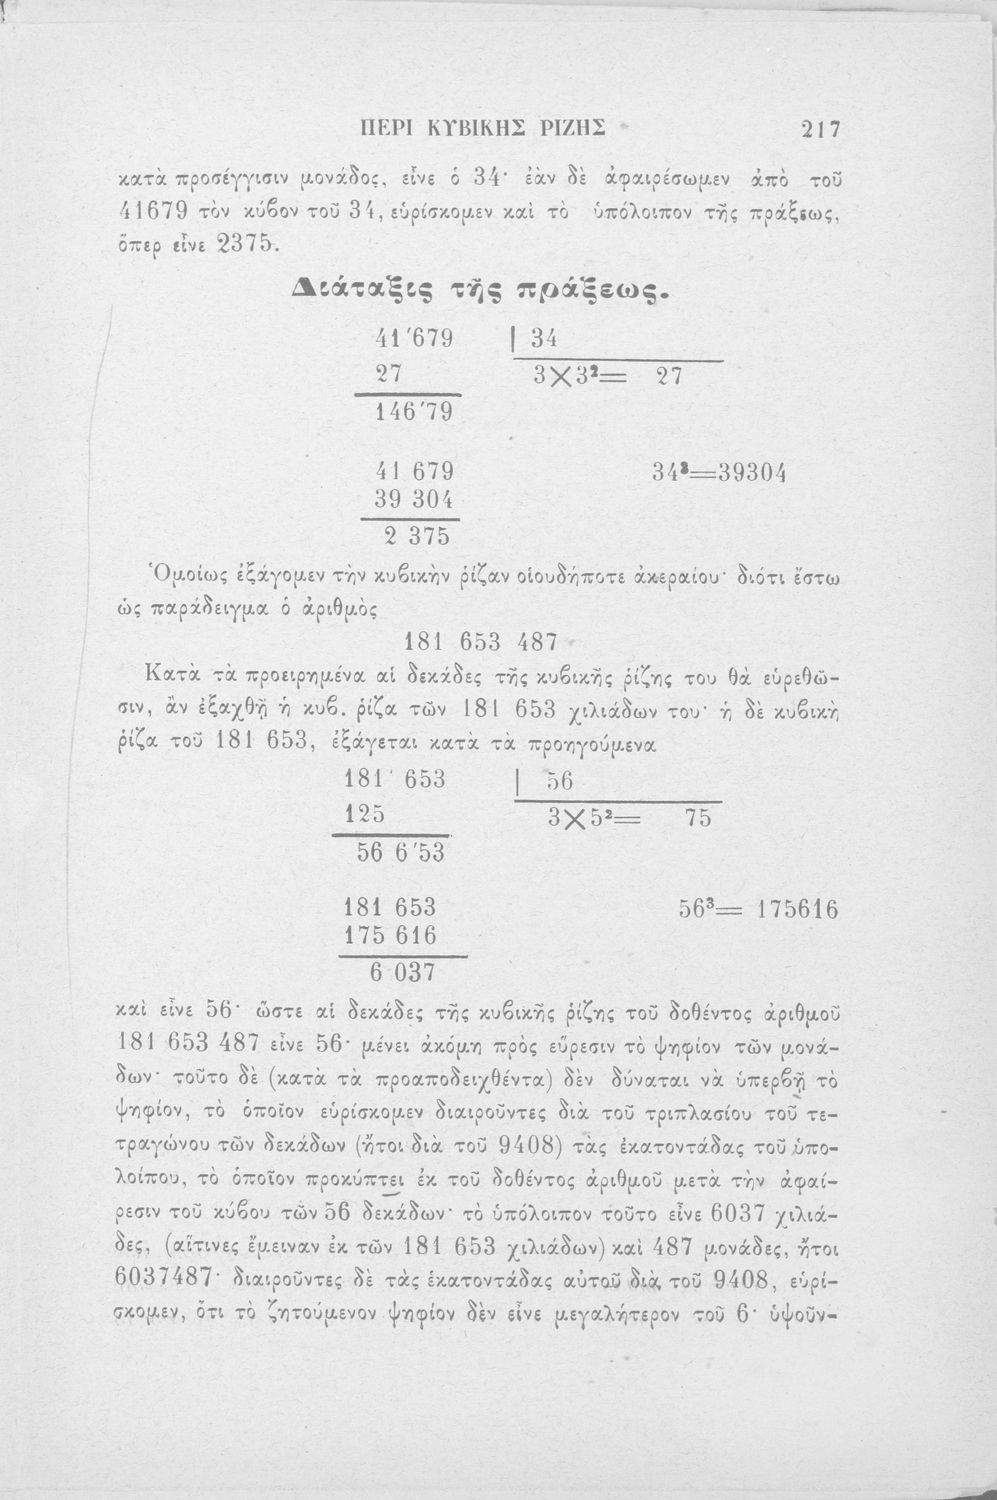 ΠΕΡΙ ΚΥΒΙΚΗΣ ΡΙΖΗΣ 217
κατὰ προσέγγισιν μονάδος, εἶνε ὁ 34· ἐὰν δὲ ἀφαιρέσωμεν ἀπὸ τοῦ
41679 τὸν κύβον τοῦ 34, εὑρίσκομεν καὶ τὸ ὑπόλοιπον τῆς πράξεως,
ὅπερ εἶνε 2375.
Διάταξις τῆς πράξεως.
41′679 | 34
27 3×3²= 27
146′79
41 679 34³=39304
39 304
2 375
Ὁμοίως ἐξάγομεν τὴν κυβικὴν ῥίζαν οἱουδήποτε ἀκεραίου· διότι ἔστω
ὡς παράδειγμα ὁ ἀριθμὸς
181 653 487
Κατὰ τὰ προειρημένα αἱ δεκάδες τῆς κυβικῆς ῥίζης του θὰ εὑρεθῶ-
σιν, ἂν ἐξαχθῇ ἡ κυβ. ῥίζα τῶν 181 653 χιλιάδων του· ἡ δὲ κυβικὴ
ῥίζα τοῦ 181 653, ἐξάγεται κατὰ τὰ προηγούμενα
181′ 653 | 56
125 3×5²= 75
56 6′53
181 653 56³= 175616
175 616
6 037
καὶ εἶνε 56· ὥστε αἱ δεκάδες τῆς κυβικῆς ῥίζης τοῦ δοθέντος ἀριθμοῦ
181 653 487 εἶνε 56· μένει ἀκόμη πρὸς εὕρεσιν τὸ ψηφίον τῶν μονά-
δων· τοῦτο δὲ (κατὰ τὰ προαποδειχθέντα) δὲν δύναται νὰ ὑπερβῇ τὸ
ψηφίον, τὸ ὁποῖον εὑρίσκομεν διαιροῦντες διὰ τοῦ τριπλασίου τοῦ τε-
τραγώνου τῶν δεκάδων (ἤτοι διὰ τοῦ 9408) τὰς ἑκατοντάδας τοῦ ὑπο-
λοίπου, τὸ ὁποῖον προκύπτει ἐκ τοῦ δοθέντος ἀριθμοῦ μετὰ τὴν ἀφαί-
ρεσιν τοῦ κύβου τῶν 56 δεκάδων· τὸ ὑπόλοιπον τοῦτο εἶνε 6037 χιλιά-
δες, (αἵτινες ἔμειναν ἐκ τῶν 181 653 χιλιάδων) καὶ 487 μονάδες, ἤτοι
6037487· διαιροῦντες δὲ τὰς ἑκατοντάδας αὐτοῦ διὰ τοῦ 9408, εὑρί-
σκομεν, ὅτι τὸ ζητούμενον ψηφίον δὲν εἶνε μεγαλήτερον τοῦ 6· ὑψοῦν-